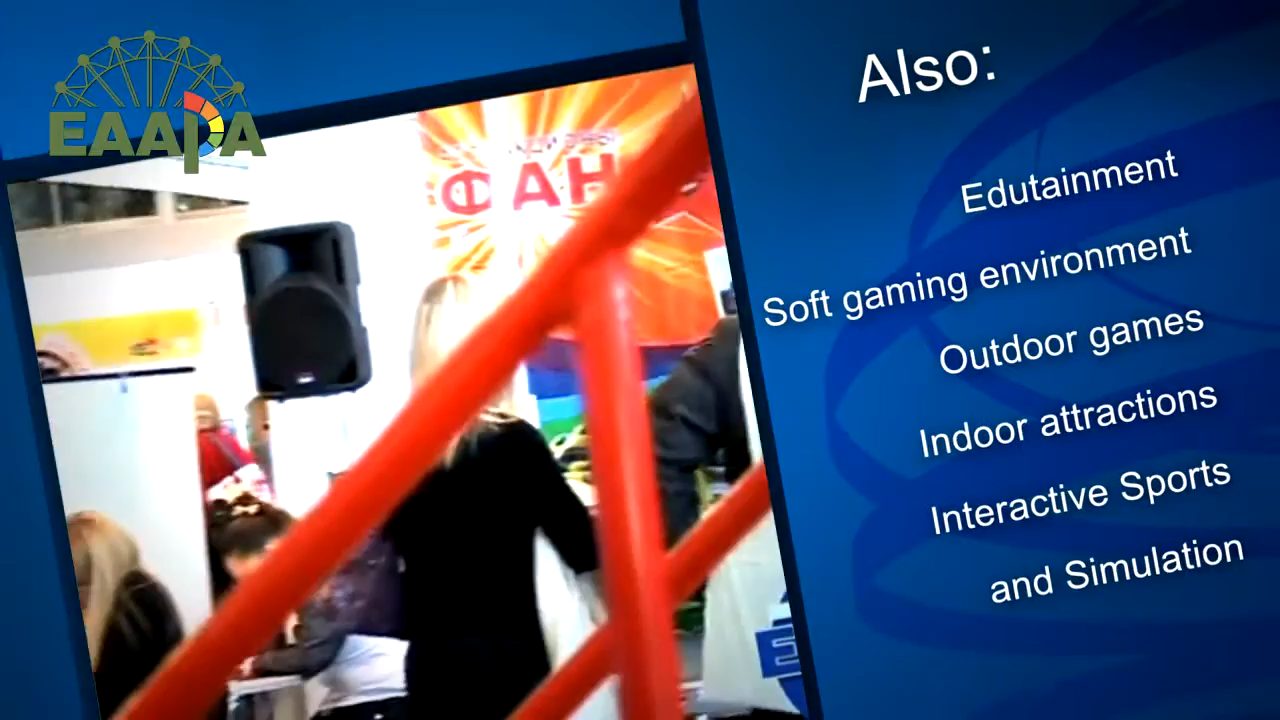 EAAPA
ФАН
Also:
Edutainment
Soft gaming environment
Outdoor games
Indoor attractions
Interactive Sports
and Simulation